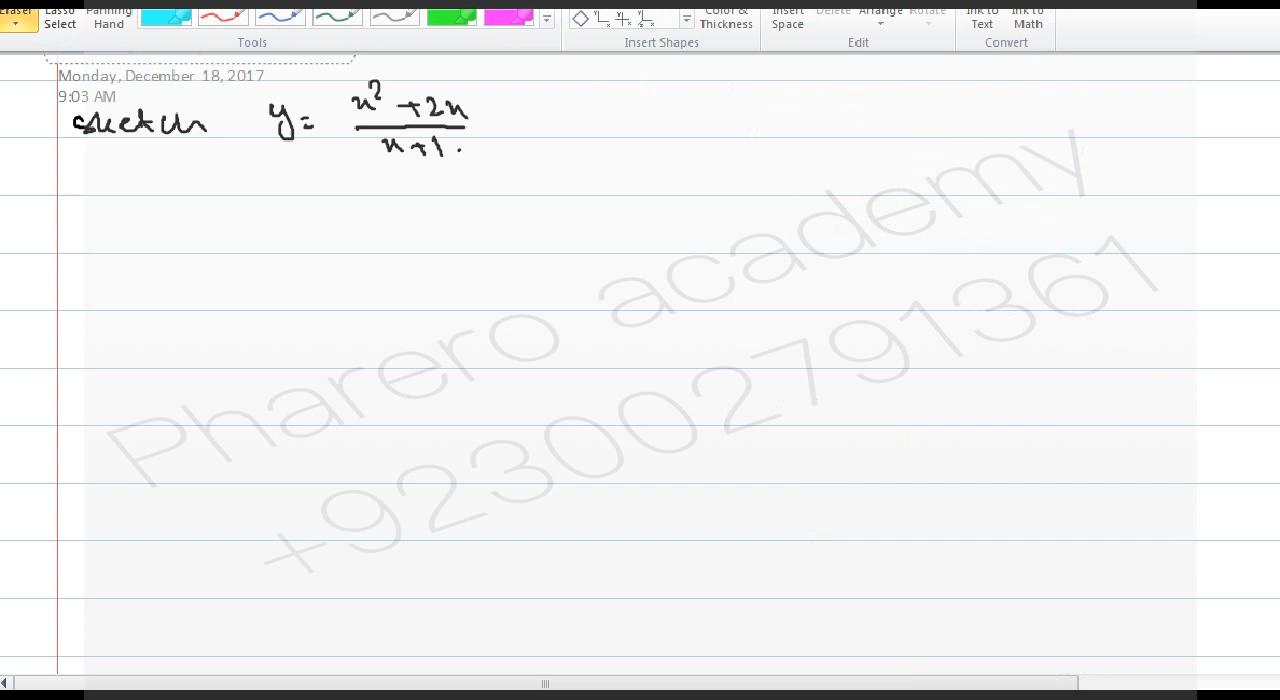 Eraser Lasso Select Panning Hand Color & Thickness Insert Space Delete Arrange Rotate Ink to Text Ink to Math
Tools Insert Shapes Edit Convert
Monday, December 18, 2017
9:03 AM
sketch y = x² + 2x / x + 1.
Pharero academy
+923002791361